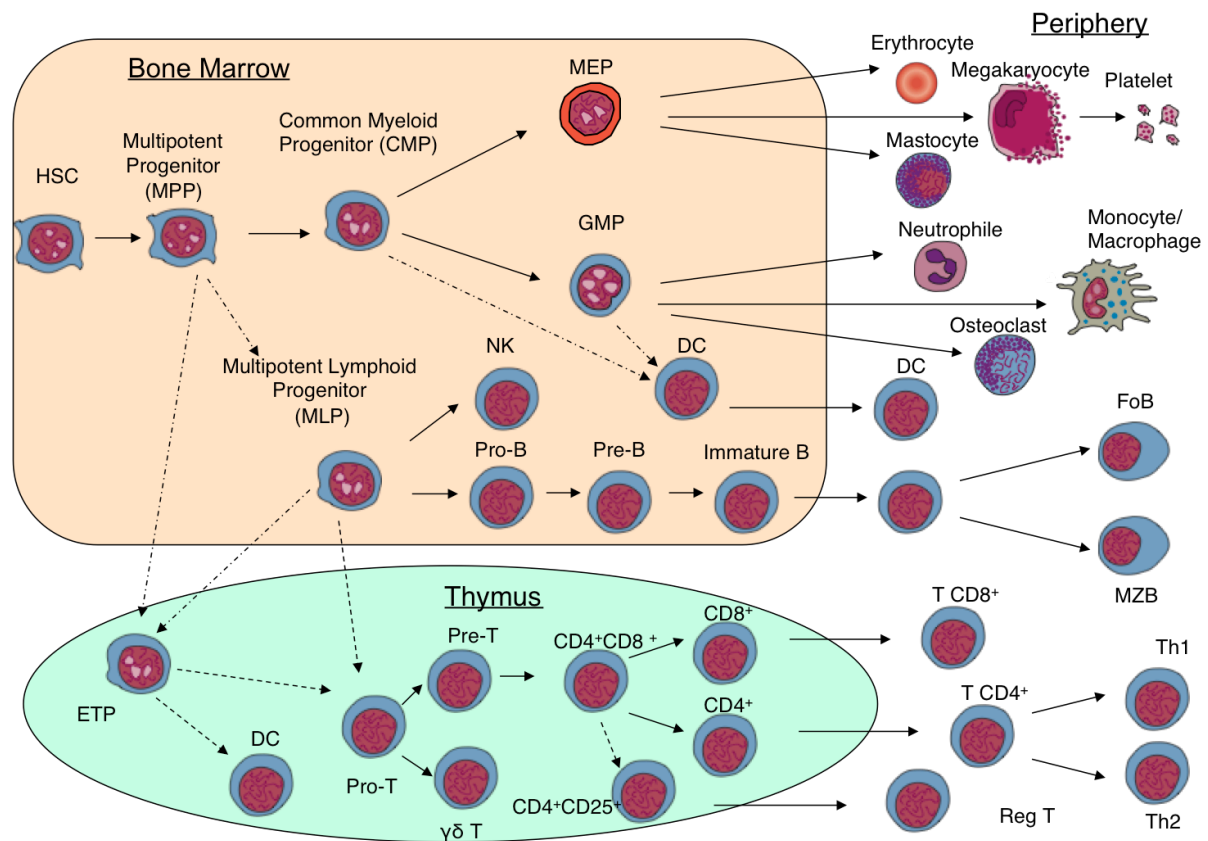 Periphery
Bone Marrow
Erythrocyte
MEP
Megakaryocyte
Platelet
Common Myeloid
Progenitor (CMP)
Multipotent
Progenitor
(MPP)
Mastocyte
HSC
GMP
Monocyte/
Macrophage
Neutrophile
Osteoclast
NK
DC
Multipotent Lymphoid
Progenitor
(MLP)
DC
FoB
Pro-B
Pre-B
Immature B
MZB
Thymus
T CD8+
CD8+
Pre-T
CD4+CD8 +
Th1
T CD4+
CD4+
ETP
DC
Pro-T
CD4+CD25+
Reg T
Th2
γδ T